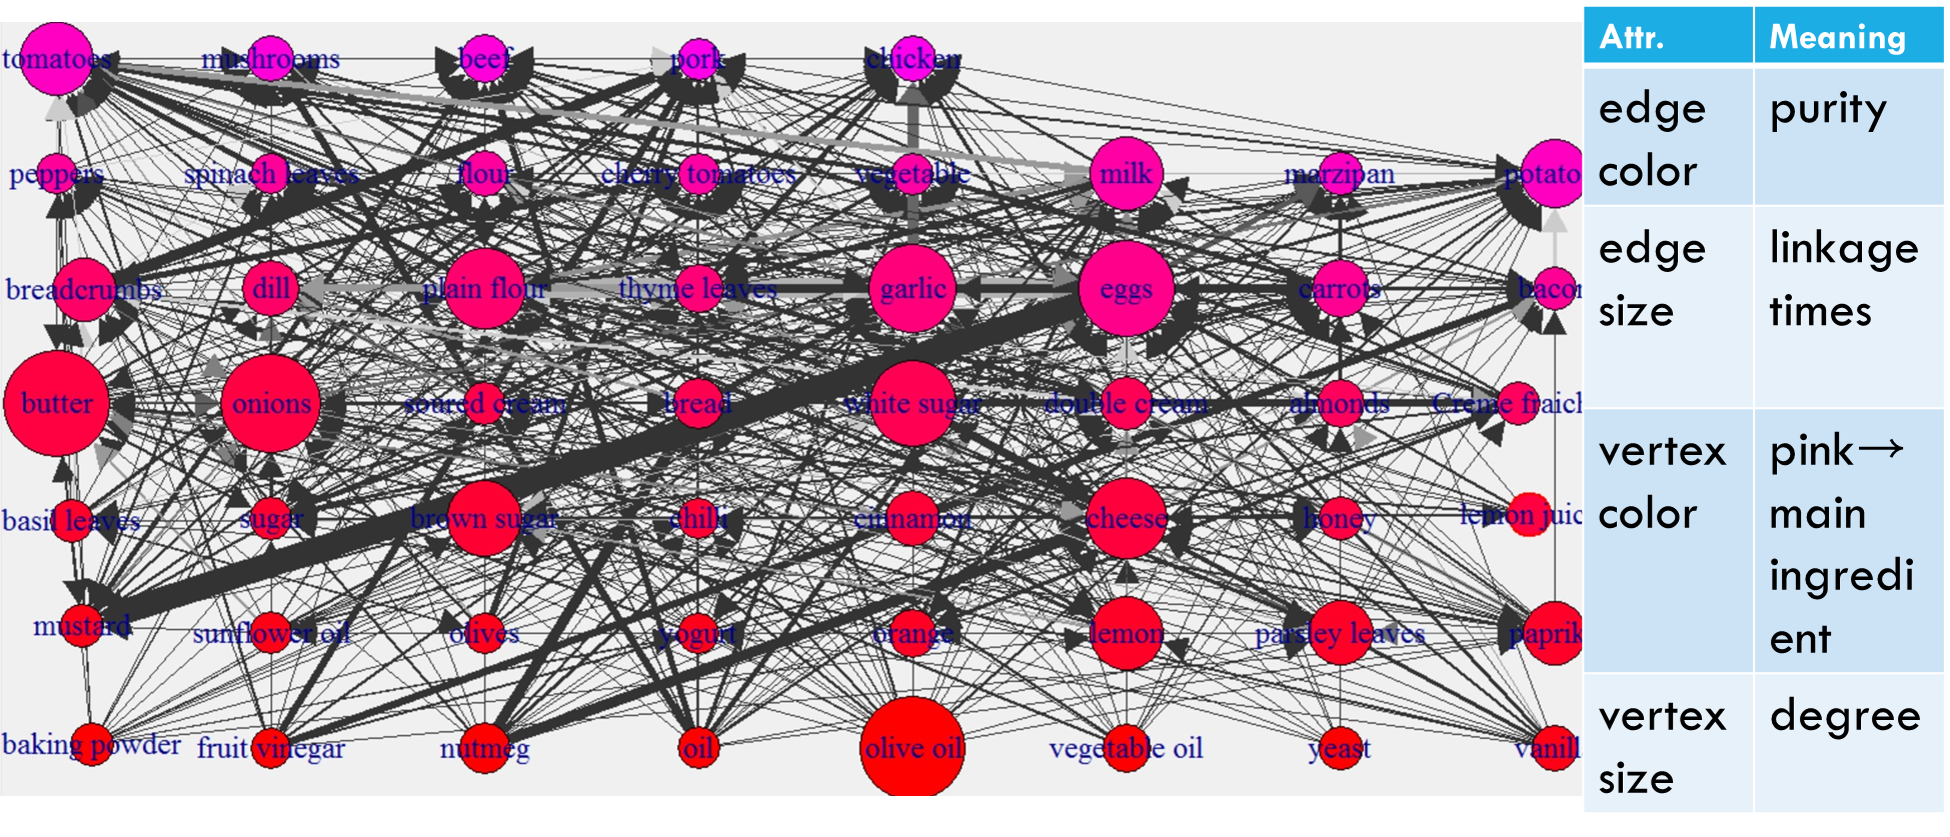 tomatoes mushrooms beef pork chicken
peppers spinach leaves flour cherry tomatoes vegetable milk marzipan potato
breadcrumbs dill plain flour thyme leaves garlic eggs carrots bacon
butter onions soured cream bread white sugar double cream almonds Creme fraich
basil leaves sugar brown sugar chilli cinnamon cheese honey lemon juic
mustard sunflower oil olives yogurt orange lemon parsley leaves paprik
baking powder fruit vinegar nutmeg oil olive oil vegetable oil yeast vanill
Attr. Meaning
edge purity
color
edge linkage
size times
vertex pink→
color main
ingredi
ent
vertex degree
size